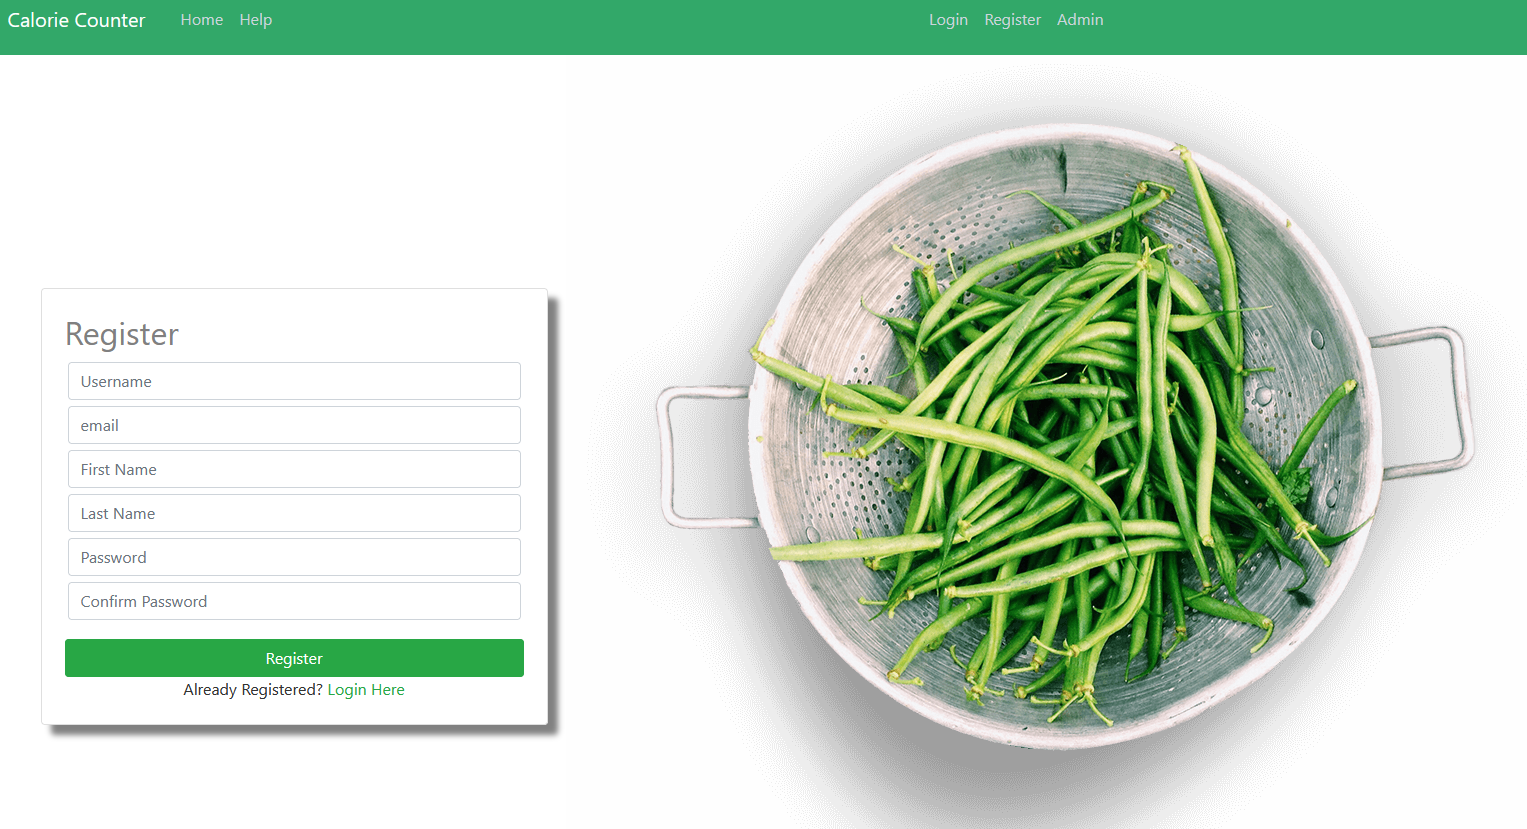 Calorie Counter Home Help Login Register Admin
Register
Username
email
First Name
Last Name
Password
Confirm Password
Register
Already Registered? Login Here